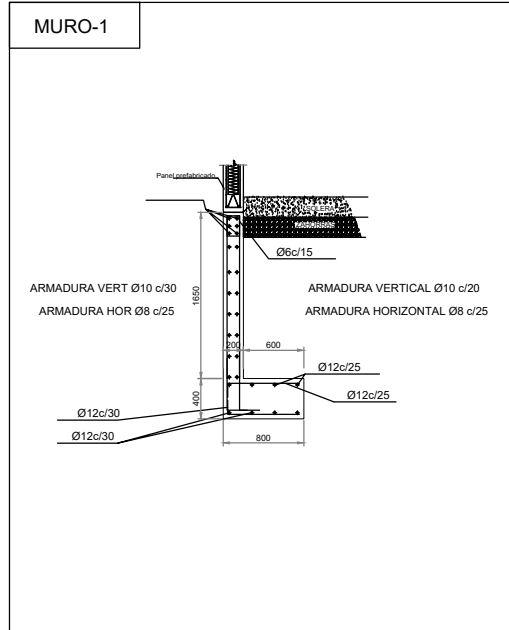 MURO-1
Panel prefabricado
SOLERA
ZAHORRAS
Ø6c/15
ARMADURA VERT Ø10 c/30
ARMADURA HOR Ø8 c/25
1650
ARMADURA VERTICAL Ø10 c/20
ARMADURA HORIZONTAL Ø8 c/25
200
600
Ø12c/25
Ø12c/25
400
Ø12c/30
Ø12c/30
800